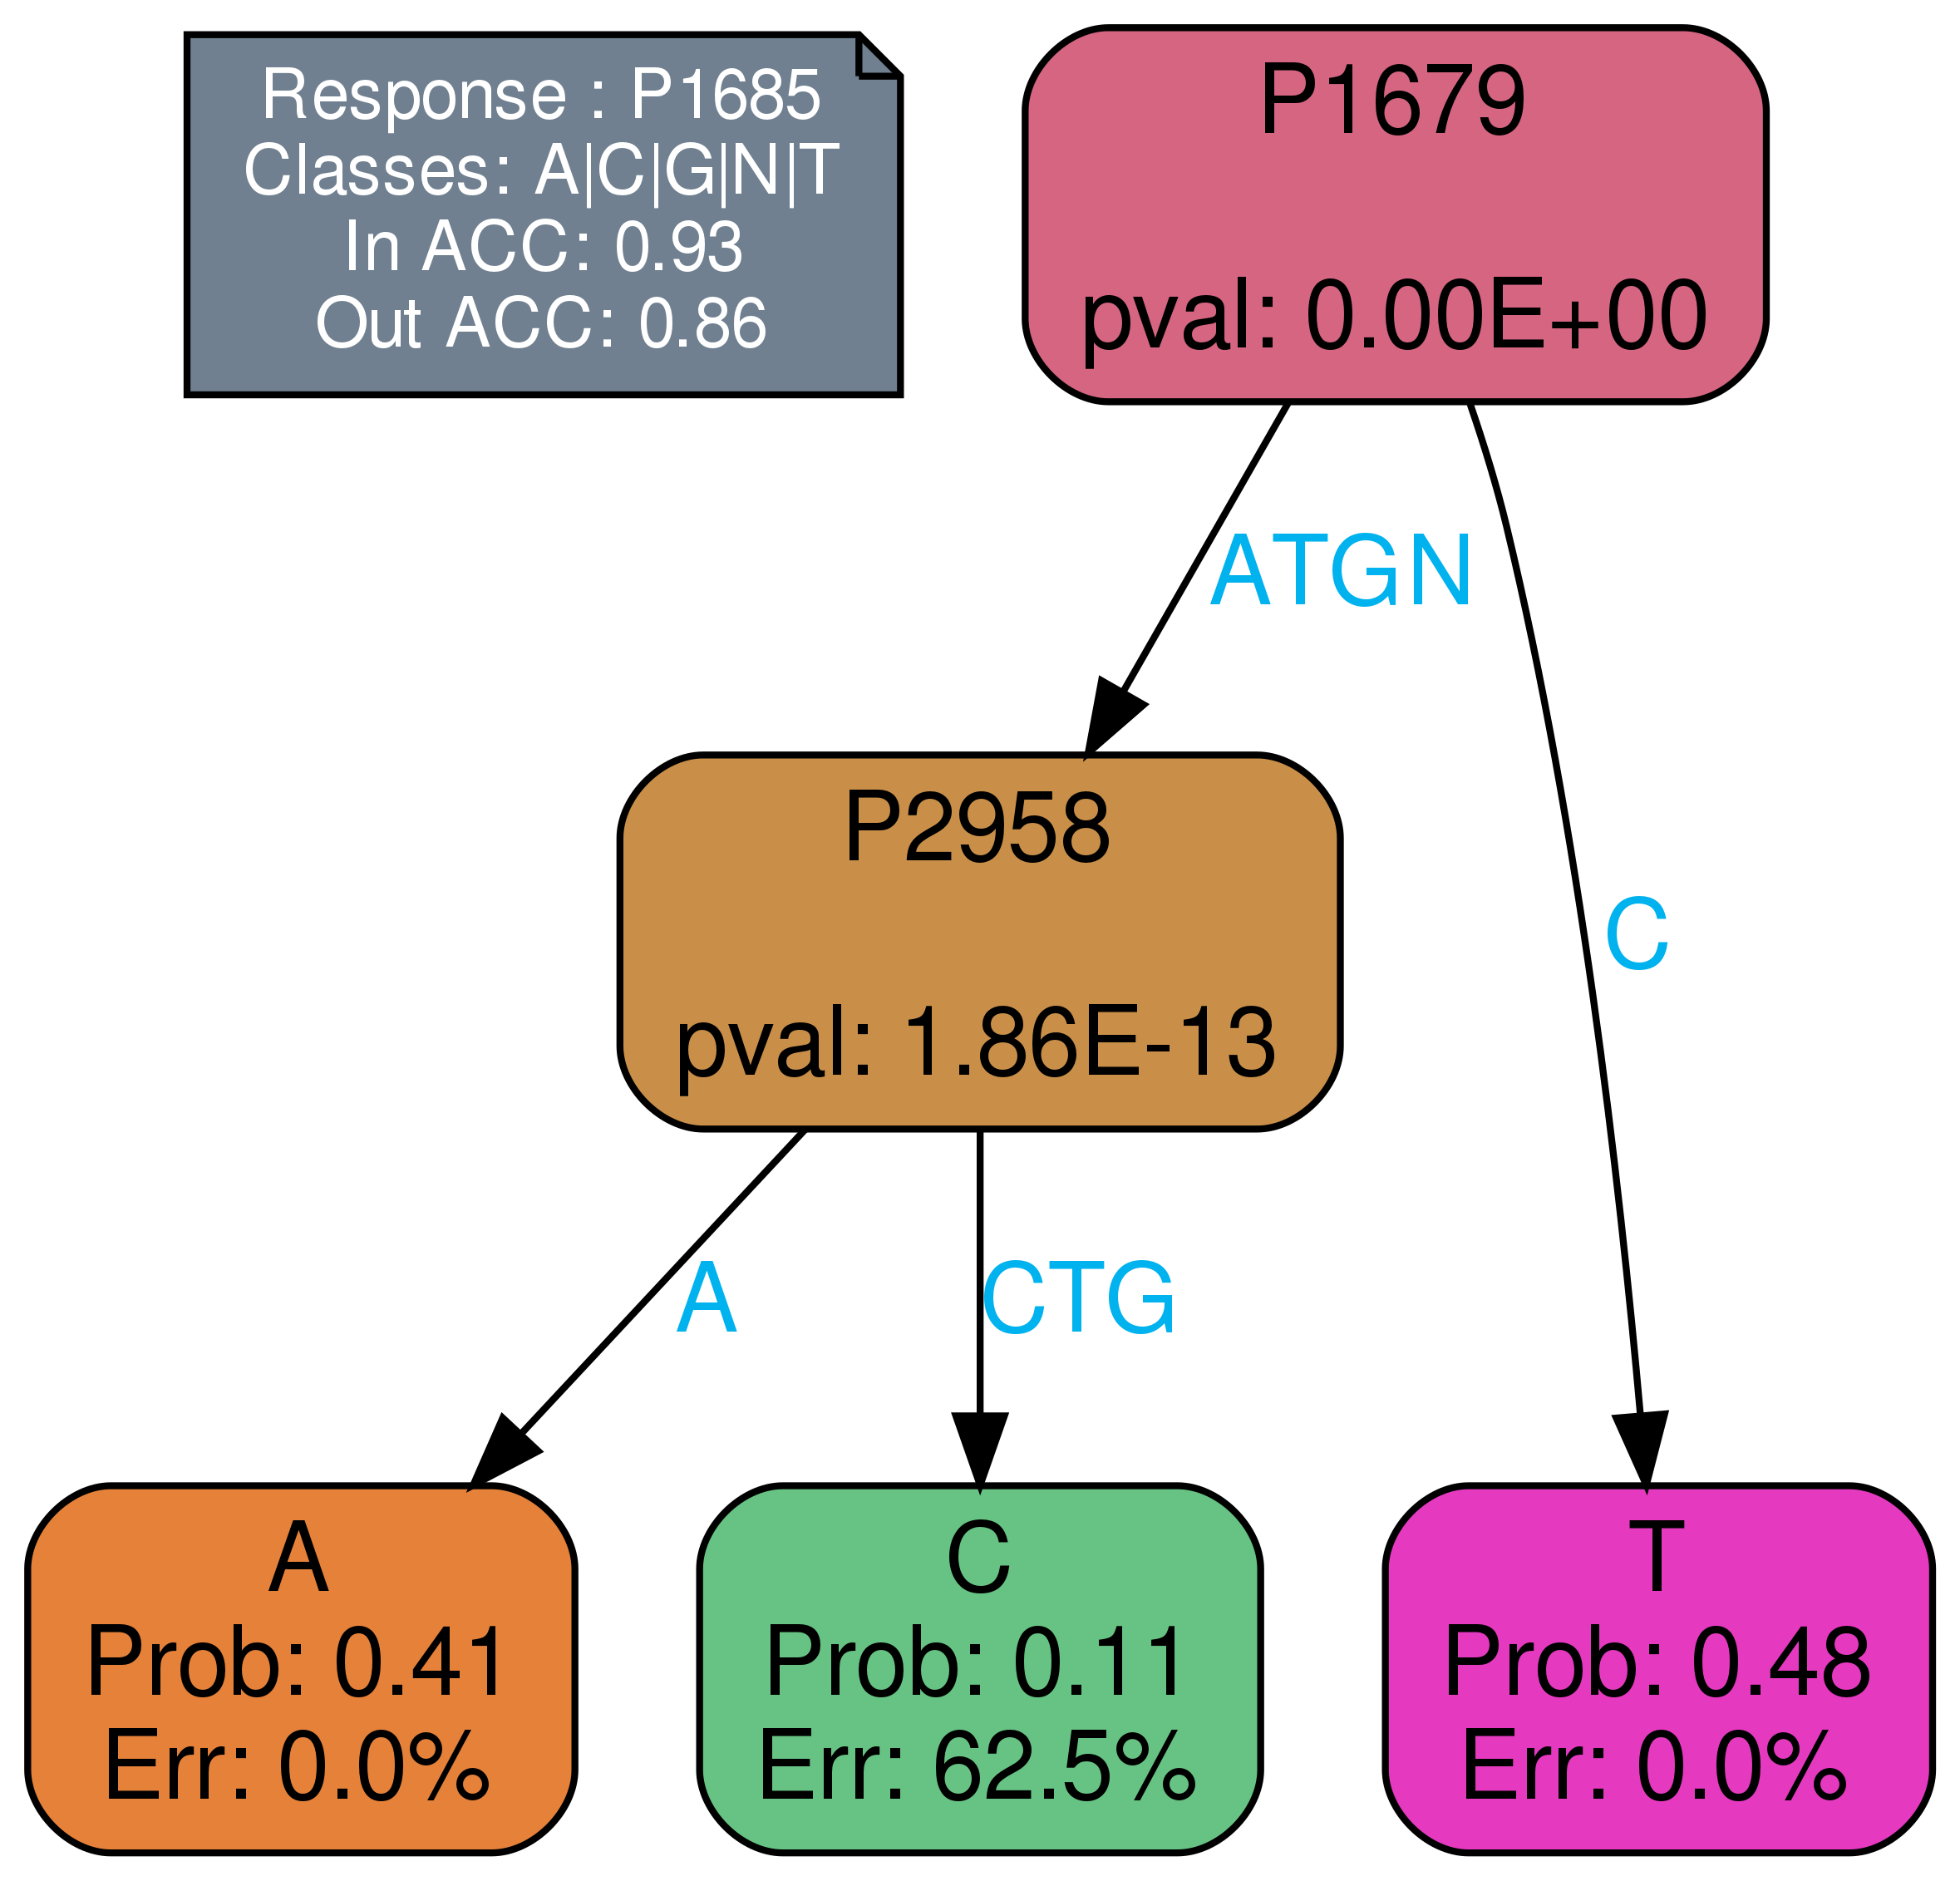 Response : P1685
Classes: A|C|G|N|T
In ACC: 0.93
Out ACC: 0.86
P1679
pval: 0.00E+00
ATGN
P2958
pval: 1.86E-13
C
A
CTG
A
Prob: 0.41
Err: 0.0%
C
Prob: 0.11
Err: 62.5%
T
Prob: 0.48
Err: 0.0%